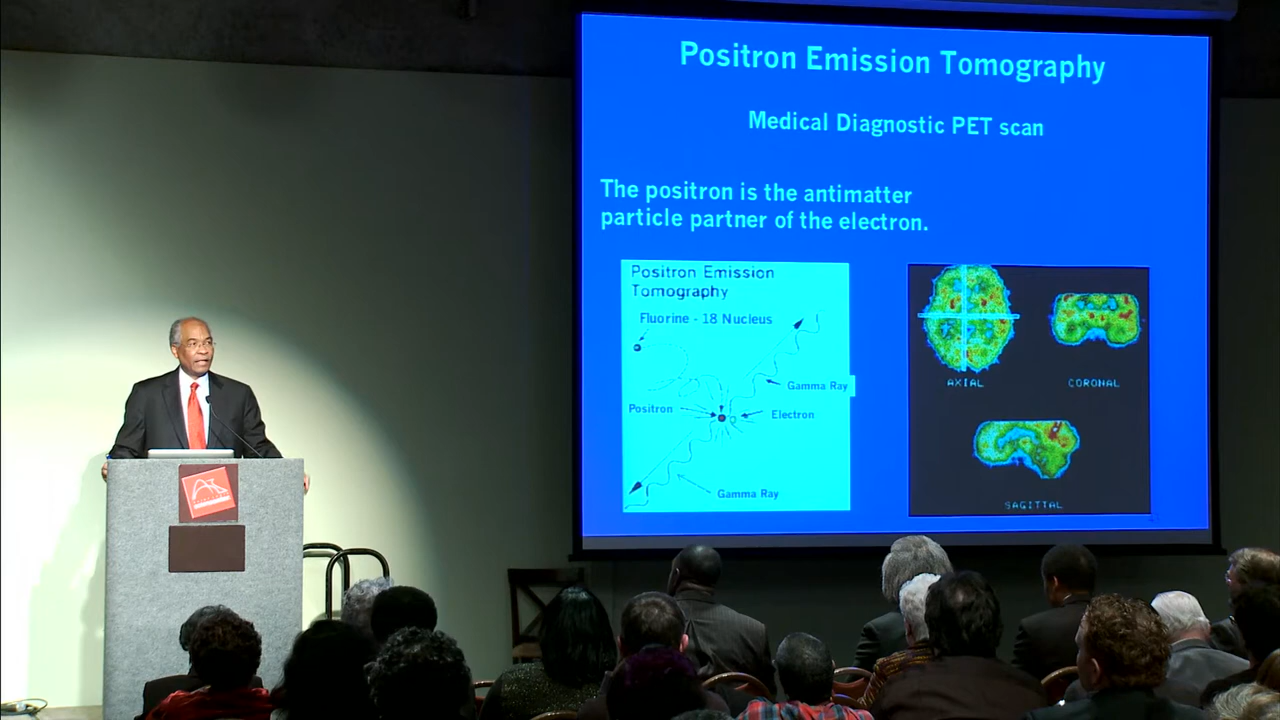 Positron Emission Tomography
Medical Diagnostic PET scan
The positron is the antimatter
particle partner of the electron.
Positron Emission
Tomography
Fluorine - 18 Nucleus
Gamma Ray
Positron
Electron
Gamma Ray
AXIAL
CORONAL
SAGITTAL